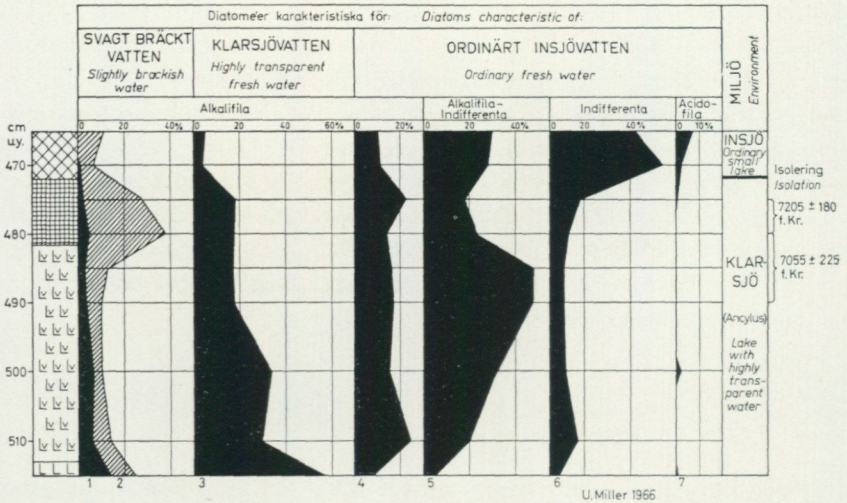 Diatoméer karakteristiska för: Diatoms characteristic of:
SVAGT BRÄCKT
VATTEN
Slightly brackish
water
KLARSJÖVATTEN
Highly transparent
fresh water
ORDINÄRT INSJÖVATTEN
Ordinary fresh water
MILJÖ
Environment
Alkalifila
Alkalifila-
Indifferenta
Indifferenta
Acido-
fila
cm
u.y.
0 20 40%
0 20 40 60%
0 20%
0 20 40%
0 20 40%
0 10%
470
480
490
500
510
INSJÖ
Ordinary
small
lake
Isolering
Isolation
7205 ± 180
f. Kr.
7055 ± 225
f. Kr.
KLAR-
SJÖ
(Ancylus)
Lake
with
highly
trans-
parent
water
1 2 3 4 5 6 7
U. Miller 1966